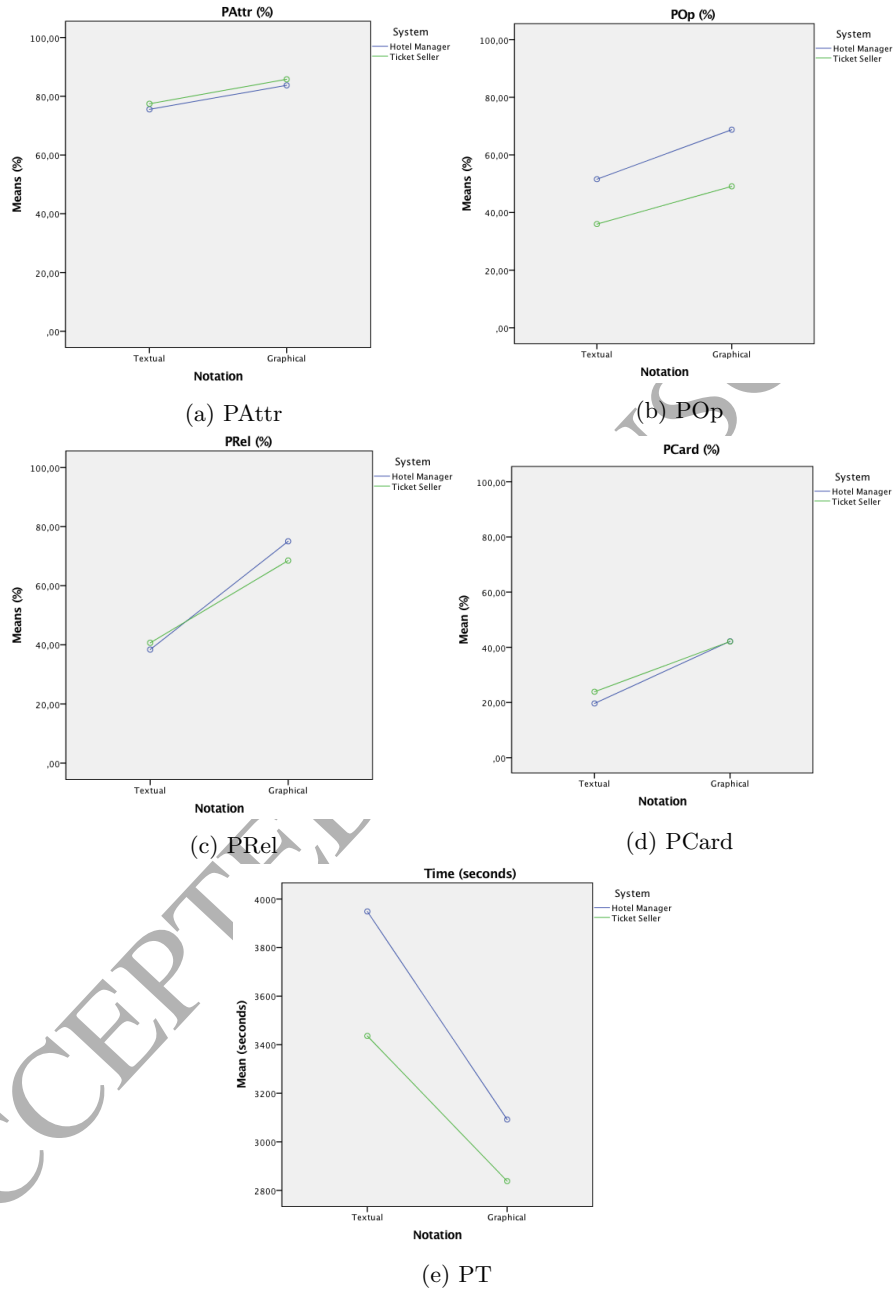 PAttr (%)
100,00
80,00
60,00
40,00
20,00
,00
Means (%)
Textual
Graphical
Notation
System
Hotel Manager
Ticket Seller
(a) PAttr
POp (%)
100,00
80,00
60,00
40,00
20,00
,00
Means (%)
Textual
Graphical
Notation
System
Hotel Manager
Ticket Seller
(b) POp
PRel (%)
100,00
80,00
60,00
40,00
20,00
,00
Means (%)
Textual
Graphical
Notation
System
Hotel Manager
Ticket Seller
(c) PRel
PCard (%)
100,00
80,00
60,00
40,00
20,00
,00
Mean (%)
Textual
Graphical
Notation
System
Hotel Manager
Ticket Seller
(d) PCard
Time (seconds)
4000
3800
3600
3400
3200
3000
2800
Mean (seconds)
Textual
Graphical
Notation
System
Hotel Manager
Ticket Seller
(e) PT